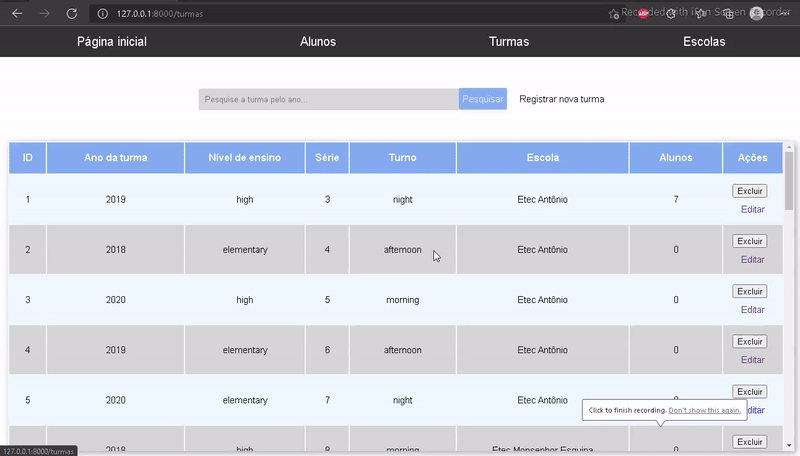 127.0.0.1:8000/turmas
Recorded with iFun Screen Recorder
Página inicial Alunos Turmas Escolas
Pesquise a turma pelo ano... Pesquisar Registrar nova turma
ID Ano da turma Nível de ensino Série Turno Escola Alunos Ações
1 2019 high 3 night Etec Antônio 7 Excluir
Editar
2 2018 elementary 4 afternoon Etec Antônio 0 Excluir
Editar
3 2020 high 5 morning Etec Antônio 0 Excluir
Editar
4 2019 elementary 6 afternoon Etec Antônio 0 Excluir
Editar
5 2020 elementary 7 night Etec Antônio 0 Excluir
Click to finish recording. Don't show this again. Editar
2018 high 8 morning Etec Monsenhor Esquina 0 Excluir
127.0.0.1:8000/turmas